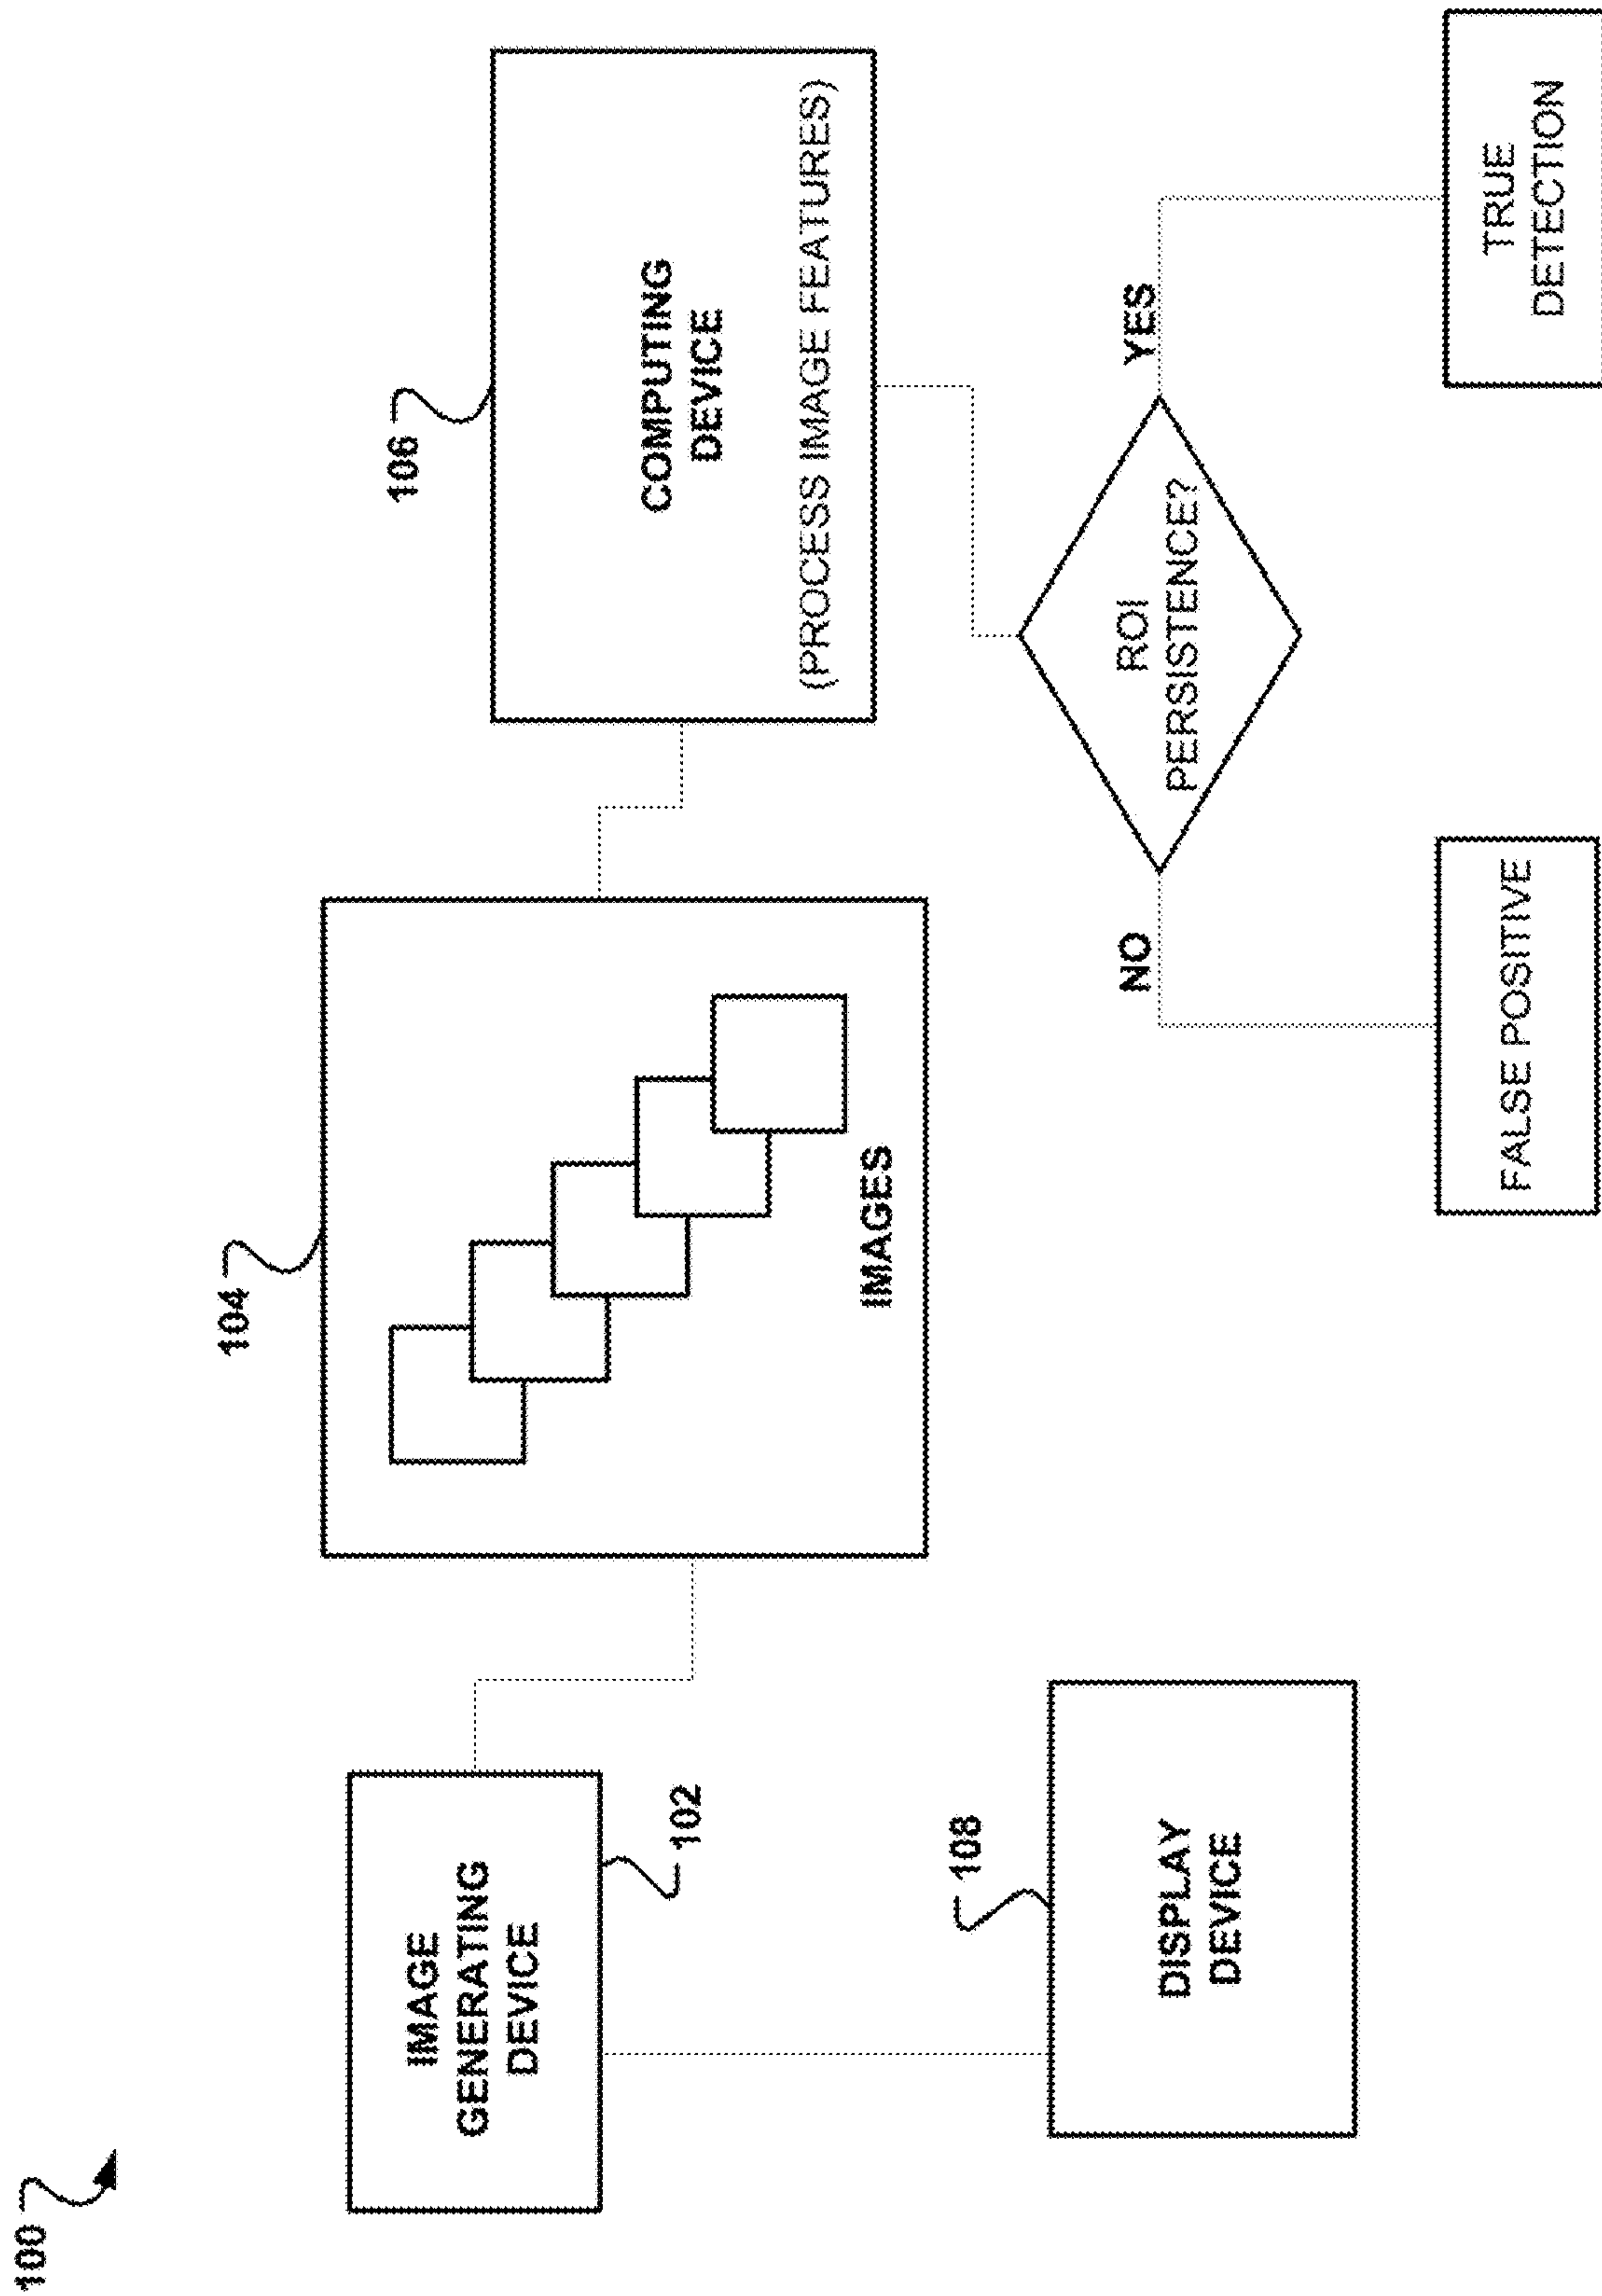 100
IMAGE
GENERATING
DEVICE
102
104
IMAGES
106
COMPUTING
DEVICE
(PROCESS IMAGE FEATURES)
108
DISPLAY
DEVICE
ROI
PERSISTENCE?
NO
YES
FALSE POSITIVE
TRUE
DETECTION